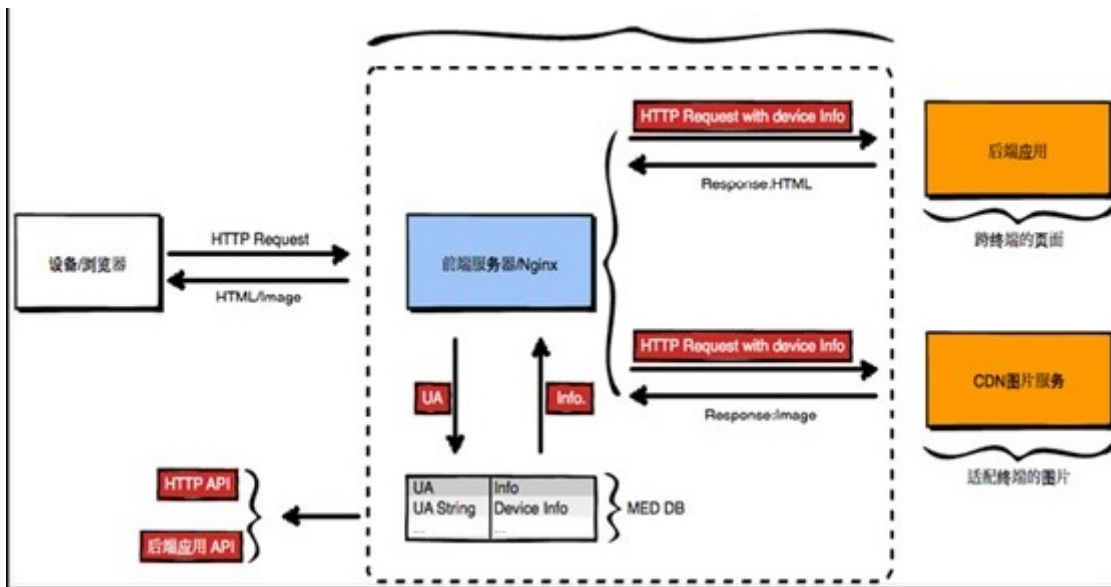 HTTP Request with device Info
后端应用
Response:HTML
跨终端的页面
设备/浏览器
HTTP Request
HTML/Image
前端服务器/Nginx
HTTP Request with device Info
CDN图片服务
Response:Image
适配终端的图片
UA
Info.
UA Info
UA String Device Info
... ...
MED DB
HTTP API
后端应用 API